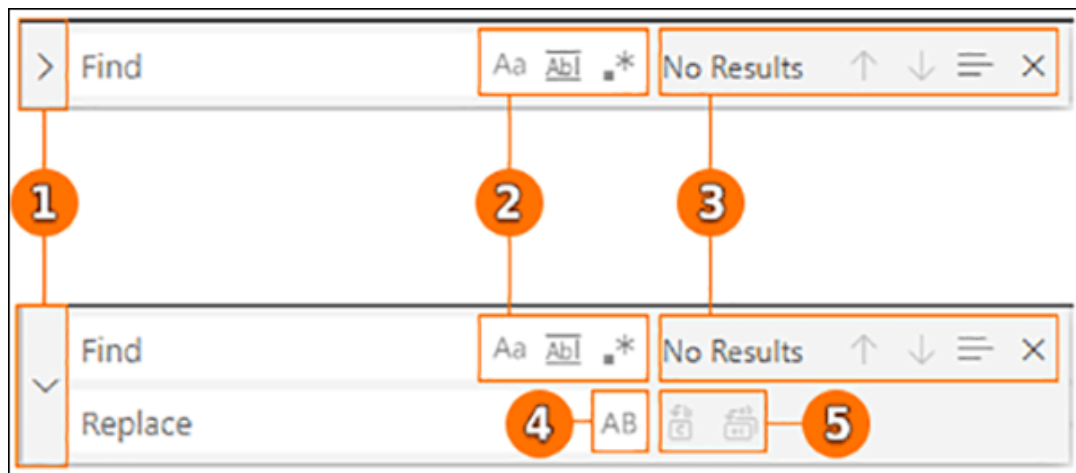 Find Aa Abl .* No Results
1 2 3
Find Aa Abl .* No Results
Replace 4 AB 5